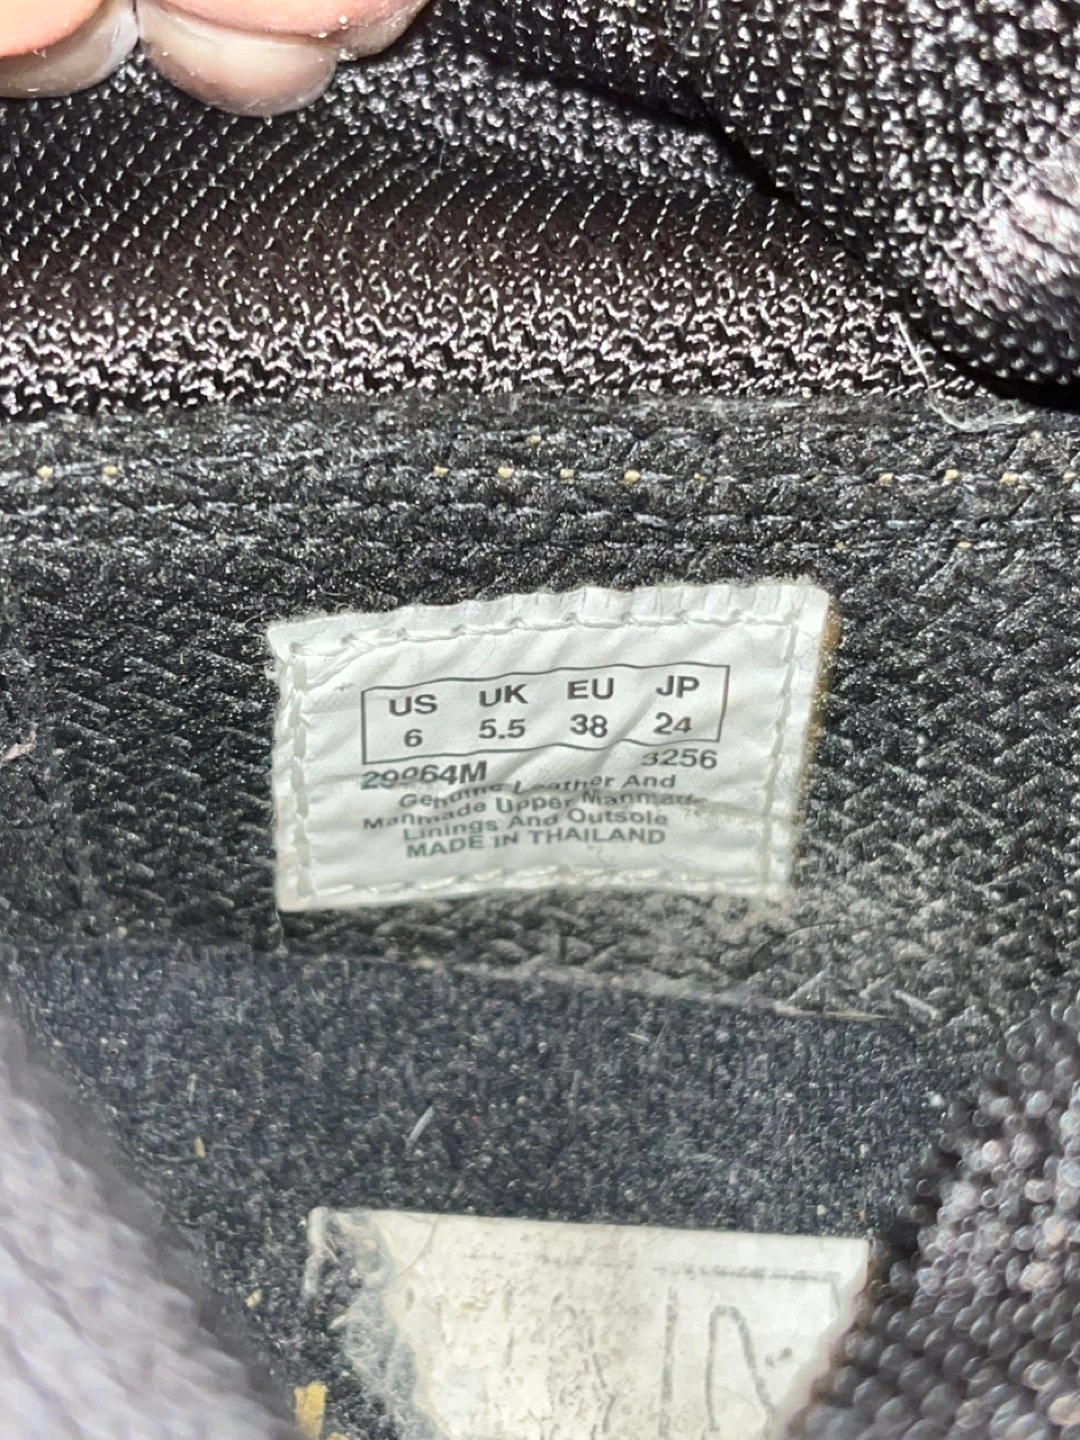 US UK EU JP
6 5.5 38 24
3256
Genuine Leather And
Manmade Upper Manmade
Linings And Outsole
MADE IN THAILAND